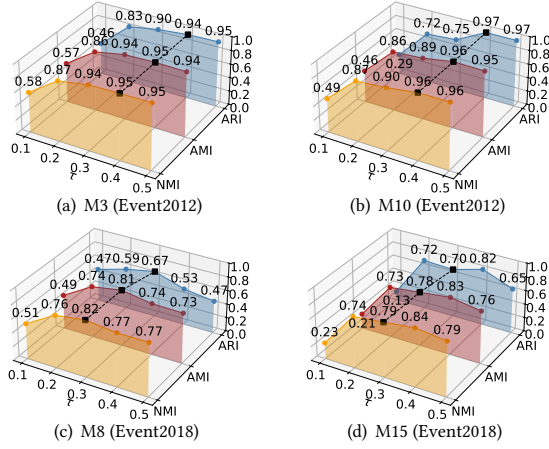 0.83 0.90 0.94 0.95
0.46
0.57 0.86 0.94 0.95 0.94
0.58 0.87 0.94 0.95 0.95
1.0
0.8
0.6
0.4
0.2
0.0
ARI
AMI
NMI
0.1 0.2 0.3 0.4 0.5
τ
(a) M3 (Event2012)
0.72 0.75 0.97 0.97
0.29
0.46 0.86 0.89 0.96 0.95
0.49 0.86 0.90 0.96 0.96
1.0
0.8
0.6
0.4
0.2
0.0
ARI
AMI
NMI
0.1 0.2 0.3 0.4 0.5
τ
(b) M10 (Event2012)
0.47 0.59 0.67 0.53 0.47
0.49 0.74 0.81 0.74 0.73
0.51 0.76 0.82 0.77 0.77
1.0
0.8
0.6
0.4
0.2
0.0
ARI
AMI
NMI
0.1 0.2 0.3 0.4 0.5
τ
(c) M8 (Event2018)
0.13 0.72 0.70 0.82 0.65
0.21 0.73 0.78 0.83 0.76
0.23 0.74 0.79 0.84 0.79
1.0
0.8
0.6
0.4
0.2
0.0
ARI
AMI
NMI
0.1 0.2 0.3 0.4 0.5
τ
(d) M15 (Event2018)